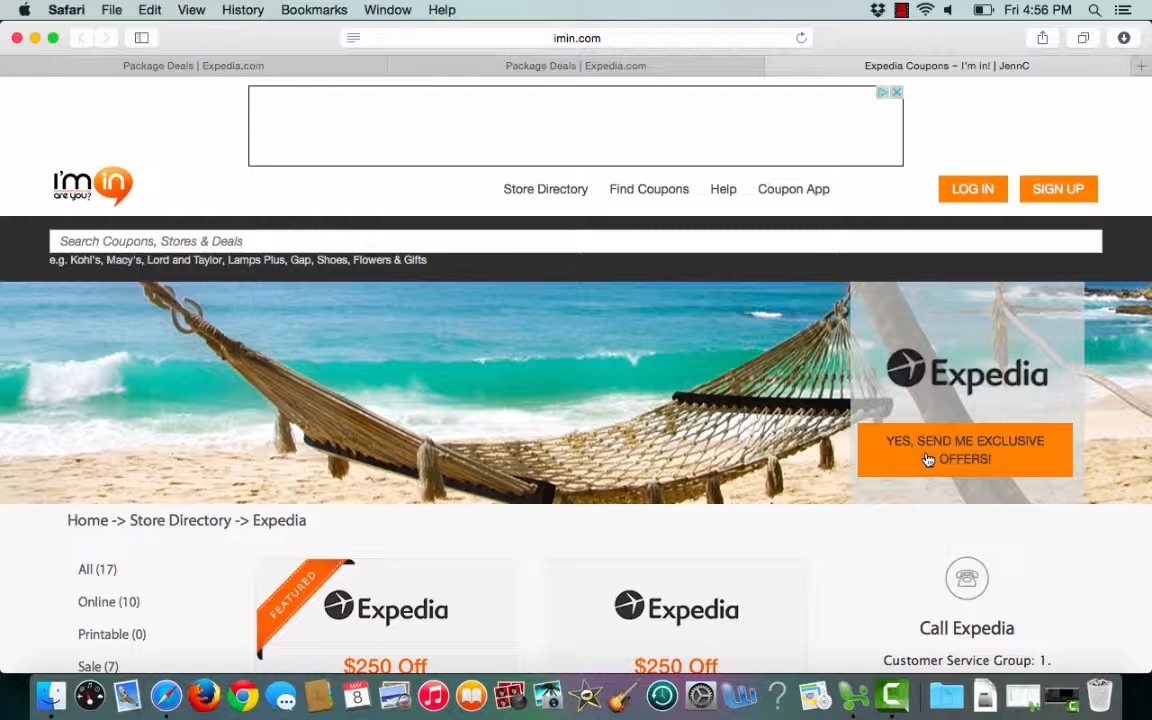 Safari File Edit View History Bookmarks Window Help Fri 4:56 PM
imin.com
Package Deals | Expedia.com Package Deals | Expedia.com Expedia Coupons ~ I'm in! | JennC
I'm in
are you?
Store Directory Find Coupons Help Coupon App LOG IN SIGN UP
Search Coupons, Stores & Deals
e.g. Kohl's, Macy's, Lord and Taylor, Lamps Plus, Gap, Shoes, Flowers & Gifts
Expedia
YES, SEND ME EXCLUSIVE
OFFERS!
Home -> Store Directory -> Expedia
All (17)
Online (10)
Printable (0)
Sale (7)
FEATURED
Expedia
$250 Off
Expedia
$250 Off
Call Expedia
Customer Service Group: 1.
MAY
8